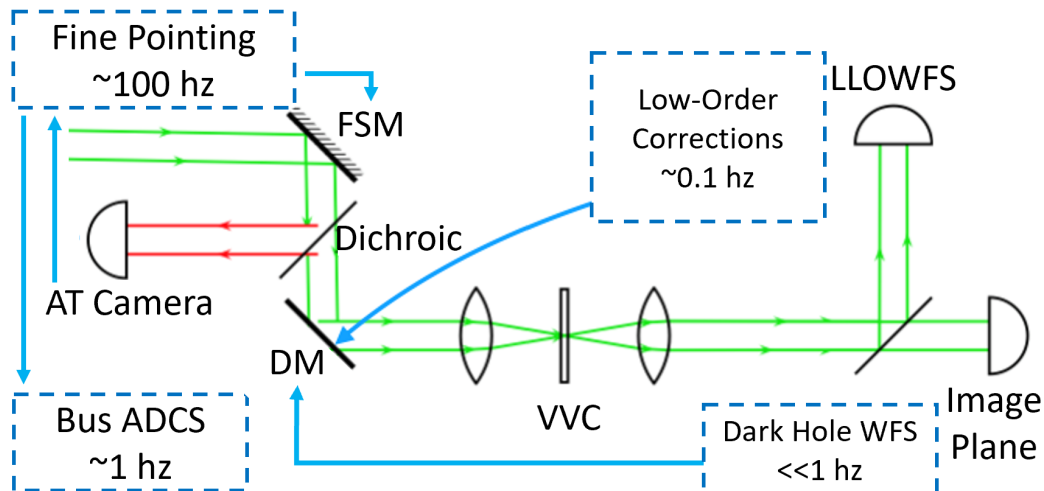 Fine Pointing
~100 hz
FSM
Low-Order
Corrections
~0.1 hz
LLOWFS
Dichroic
AT Camera
DM
VVC
Image
Plane
Bus ADCS
~1 hz
Dark Hole WFS
<<1 hz